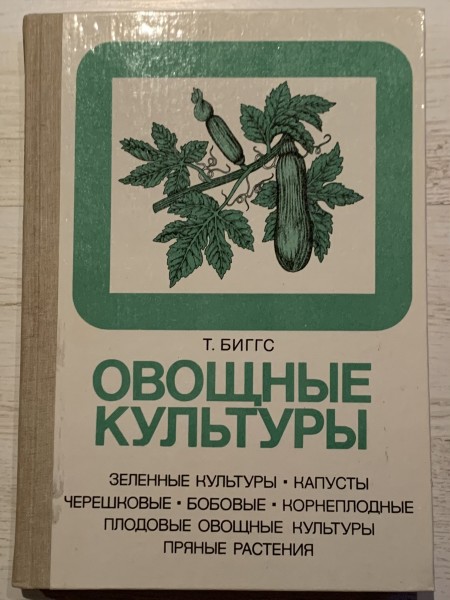 Т. БИГГС
ОВОЩНЫЕ
КУЛЬТУРЫ
ЗЕЛЕННЫЕ КУЛЬТУРЫ · КАПУСТЫ
ЧЕРЕШКОВЫЕ · БОБОВЫЕ · КОРНЕПЛОДНЫЕ
ПЛОДОВЫЕ ОВОЩНЫЕ КУЛЬТУРЫ
ПРЯНЫЕ РАСТЕНИЯ